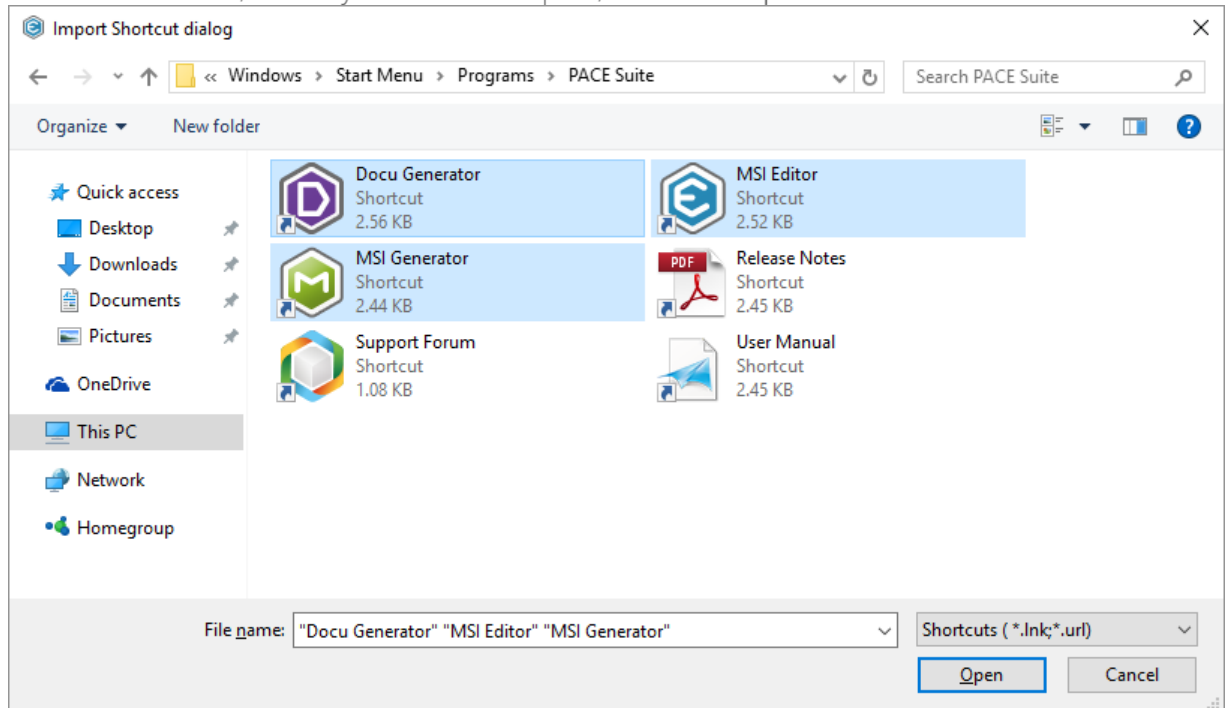 Import Shortcut dialog
« Windows > Start Menu > Programs > PACE Suite
Search PACE Suite
Organize
New folder
Quick access
Desktop
Downloads
Documents
Pictures
OneDrive
This PC
Network
Homegroup
Docu Generator
Shortcut
2.56 KB
MSI Editor
Shortcut
2.52 KB
MSI Generator
Shortcut
2.44 KB
PDF
Release Notes
Shortcut
2.45 KB
Support Forum
Shortcut
1.08 KB
User Manual
Shortcut
2.45 KB
File name: "Docu Generator" "MSI Editor" "MSI Generator"
Shortcuts ( *.lnk;*.url)
Open
Cancel